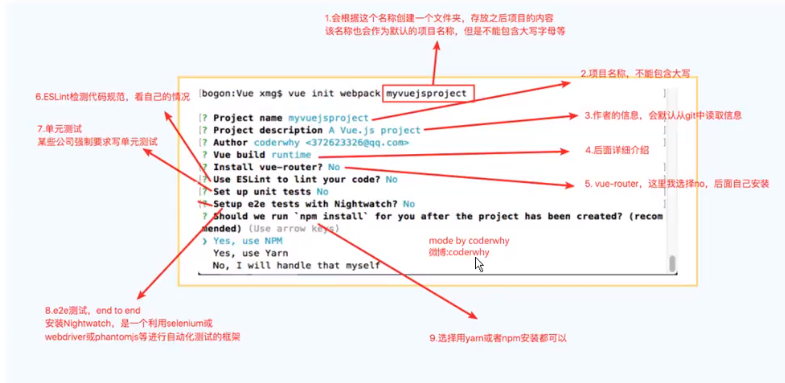 1.会根据这个名称创建一个文件夹，存放之后项目的内容
该名称也会作为默认的项目名称，但是不能包含大写字母等
2.项目名称，不能包含大写
[bogon:Vue xmg$ vue init webpack myvuejsproject ]
6.ESLint检测代码规范，看自己的情况
[? Project name myvuejsproject ]
3.作者的信息，会默认从git中读取信息
[? Project description A Vue.js project ]
7.单元测试
某些公司强制要求写单元测试
[? Author coderwhy <372623326@qq.com> ]
? Vue build runtime
4.后面详细介绍
[? Install vue-router? No ]
[? Use ESLint to lint your code? No ]
5. vue-router，这里我选择no，后面自己安装
[? Set up unit tests No ]
[? Setup e2e tests with Nightwatch? No ]
? Should we run `npm install` for you after the project has been created? (recom
mended) (Use arrow keys)
❯ Yes, use NPM
Yes, use Yarn
No, I will handle that myself
mode by coderwhy
微博:coderwhy
8.e2e测试，end to end
安装Nightwatch，是一个利用selenium或
webdriver或phantomjs等进行自动化测试的框架
9.选择用yarn或者npm安装都可以